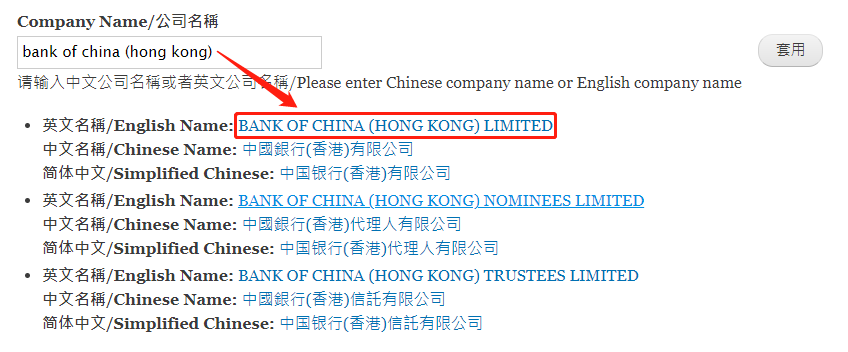 Company Name/公司名稱
bank of china (hong kong)
套用
请输入中文公司名稱或者英文公司名稱/Please enter Chinese company name or English company name
英文名稱/English Name: BANK OF CHINA (HONG KONG) LIMITED
中文名稱/Chinese Name: 中國銀行(香港)有限公司
简体中文/Simplified Chinese: 中国银行(香港)有限公司
英文名稱/English Name: BANK OF CHINA (HONG KONG) NOMINEES LIMITED
中文名稱/Chinese Name: 中國銀行(香港)代理人有限公司
简体中文/Simplified Chinese: 中国银行(香港)代理人有限公司
英文名稱/English Name: BANK OF CHINA (HONG KONG) TRUSTEES LIMITED
中文名稱/Chinese Name: 中國銀行(香港)信託有限公司
简体中文/Simplified Chinese: 中国银行(香港)信託有限公司